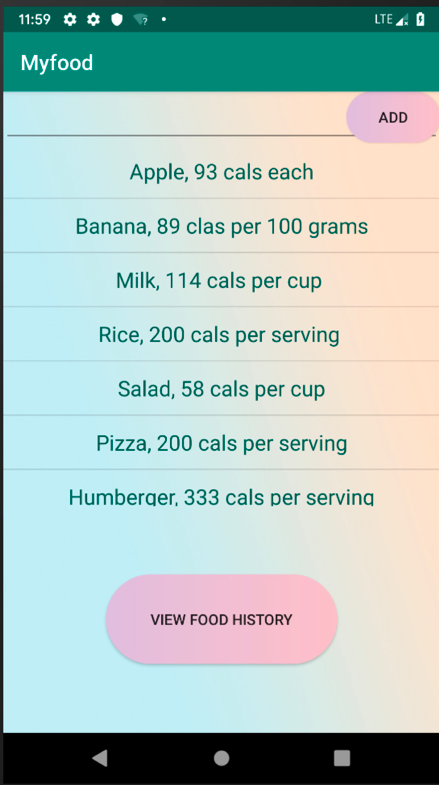 11:59
LTE
Myfood
ADD
Apple, 93 cals each
Banana, 89 clas per 100 grams
Milk, 114 cals per cup
Rice, 200 cals per serving
Salad, 58 cals per cup
Pizza, 200 cals per serving
Humberger, 333 cals per serving
VIEW FOOD HISTORY